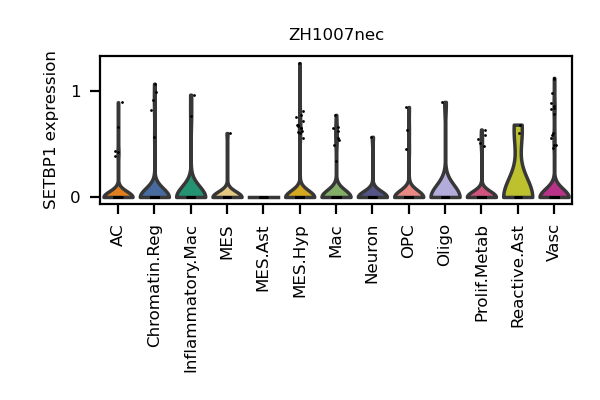 ZH1007nec
SETBP1 expression
1
0
AC
Chromatin.Reg
Inflammatory.Mac
MES
MES.Ast
MES.Hyp
Mac
Neuron
OPC
Oligo
Prolif.Metab
Reactive.Ast
Vasc